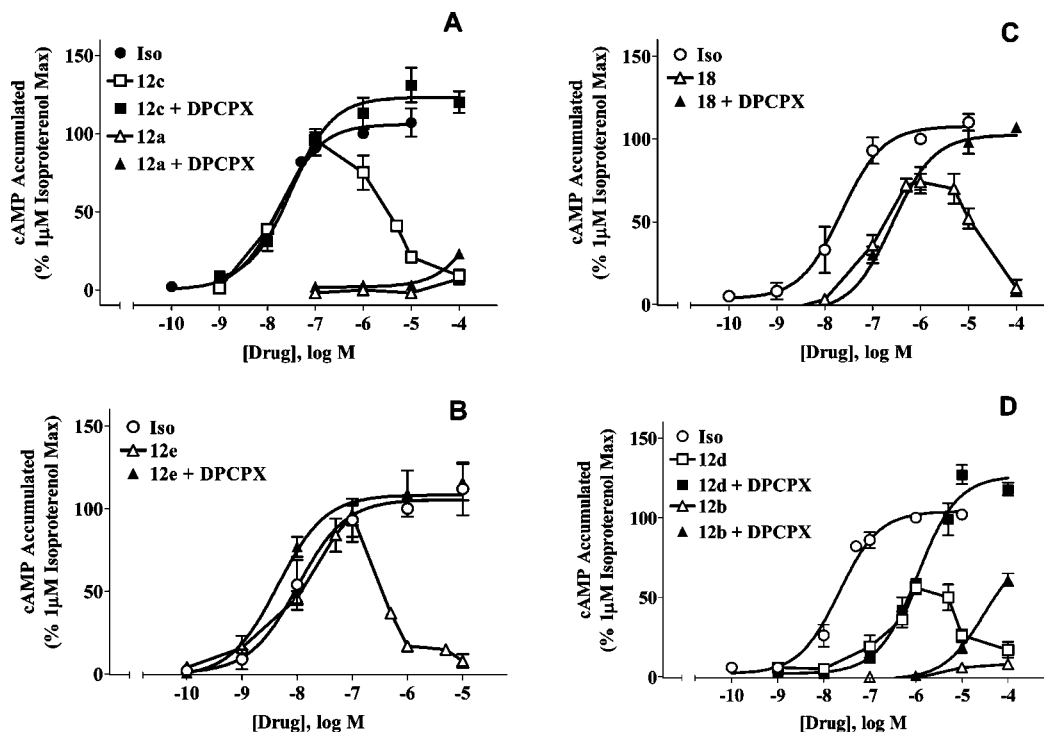 A
cAMP Accumulated
(% 1μM Isoproterenol Max)
150
100
50
0
Iso
12c
12c + DPCPX
12a
12a + DPCPX
-10 -9 -8 -7 -6 -5 -4
[Drug], log M
C
cAMP Accumulated
(% 1μM Isoproterenol Max)
150
100
50
0
Iso
18
18 + DPCPX
-10 -9 -8 -7 -6 -5 -4
[Drug], log M
B
cAMP Accumulated
(% 1μM Isoproterenol Max)
150
100
50
0
Iso
12e
12e + DPCPX
-10 -9 -8 -7 -6 -5
[Drug], log M
D
cAMP Accumulated
(% 1μM Isoproterenol Max)
150
100
50
0
Iso
12d
12d + DPCPX
12b
12b + DPCPX
-10 -9 -8 -7 -6 -5 -4
[Drug], log M